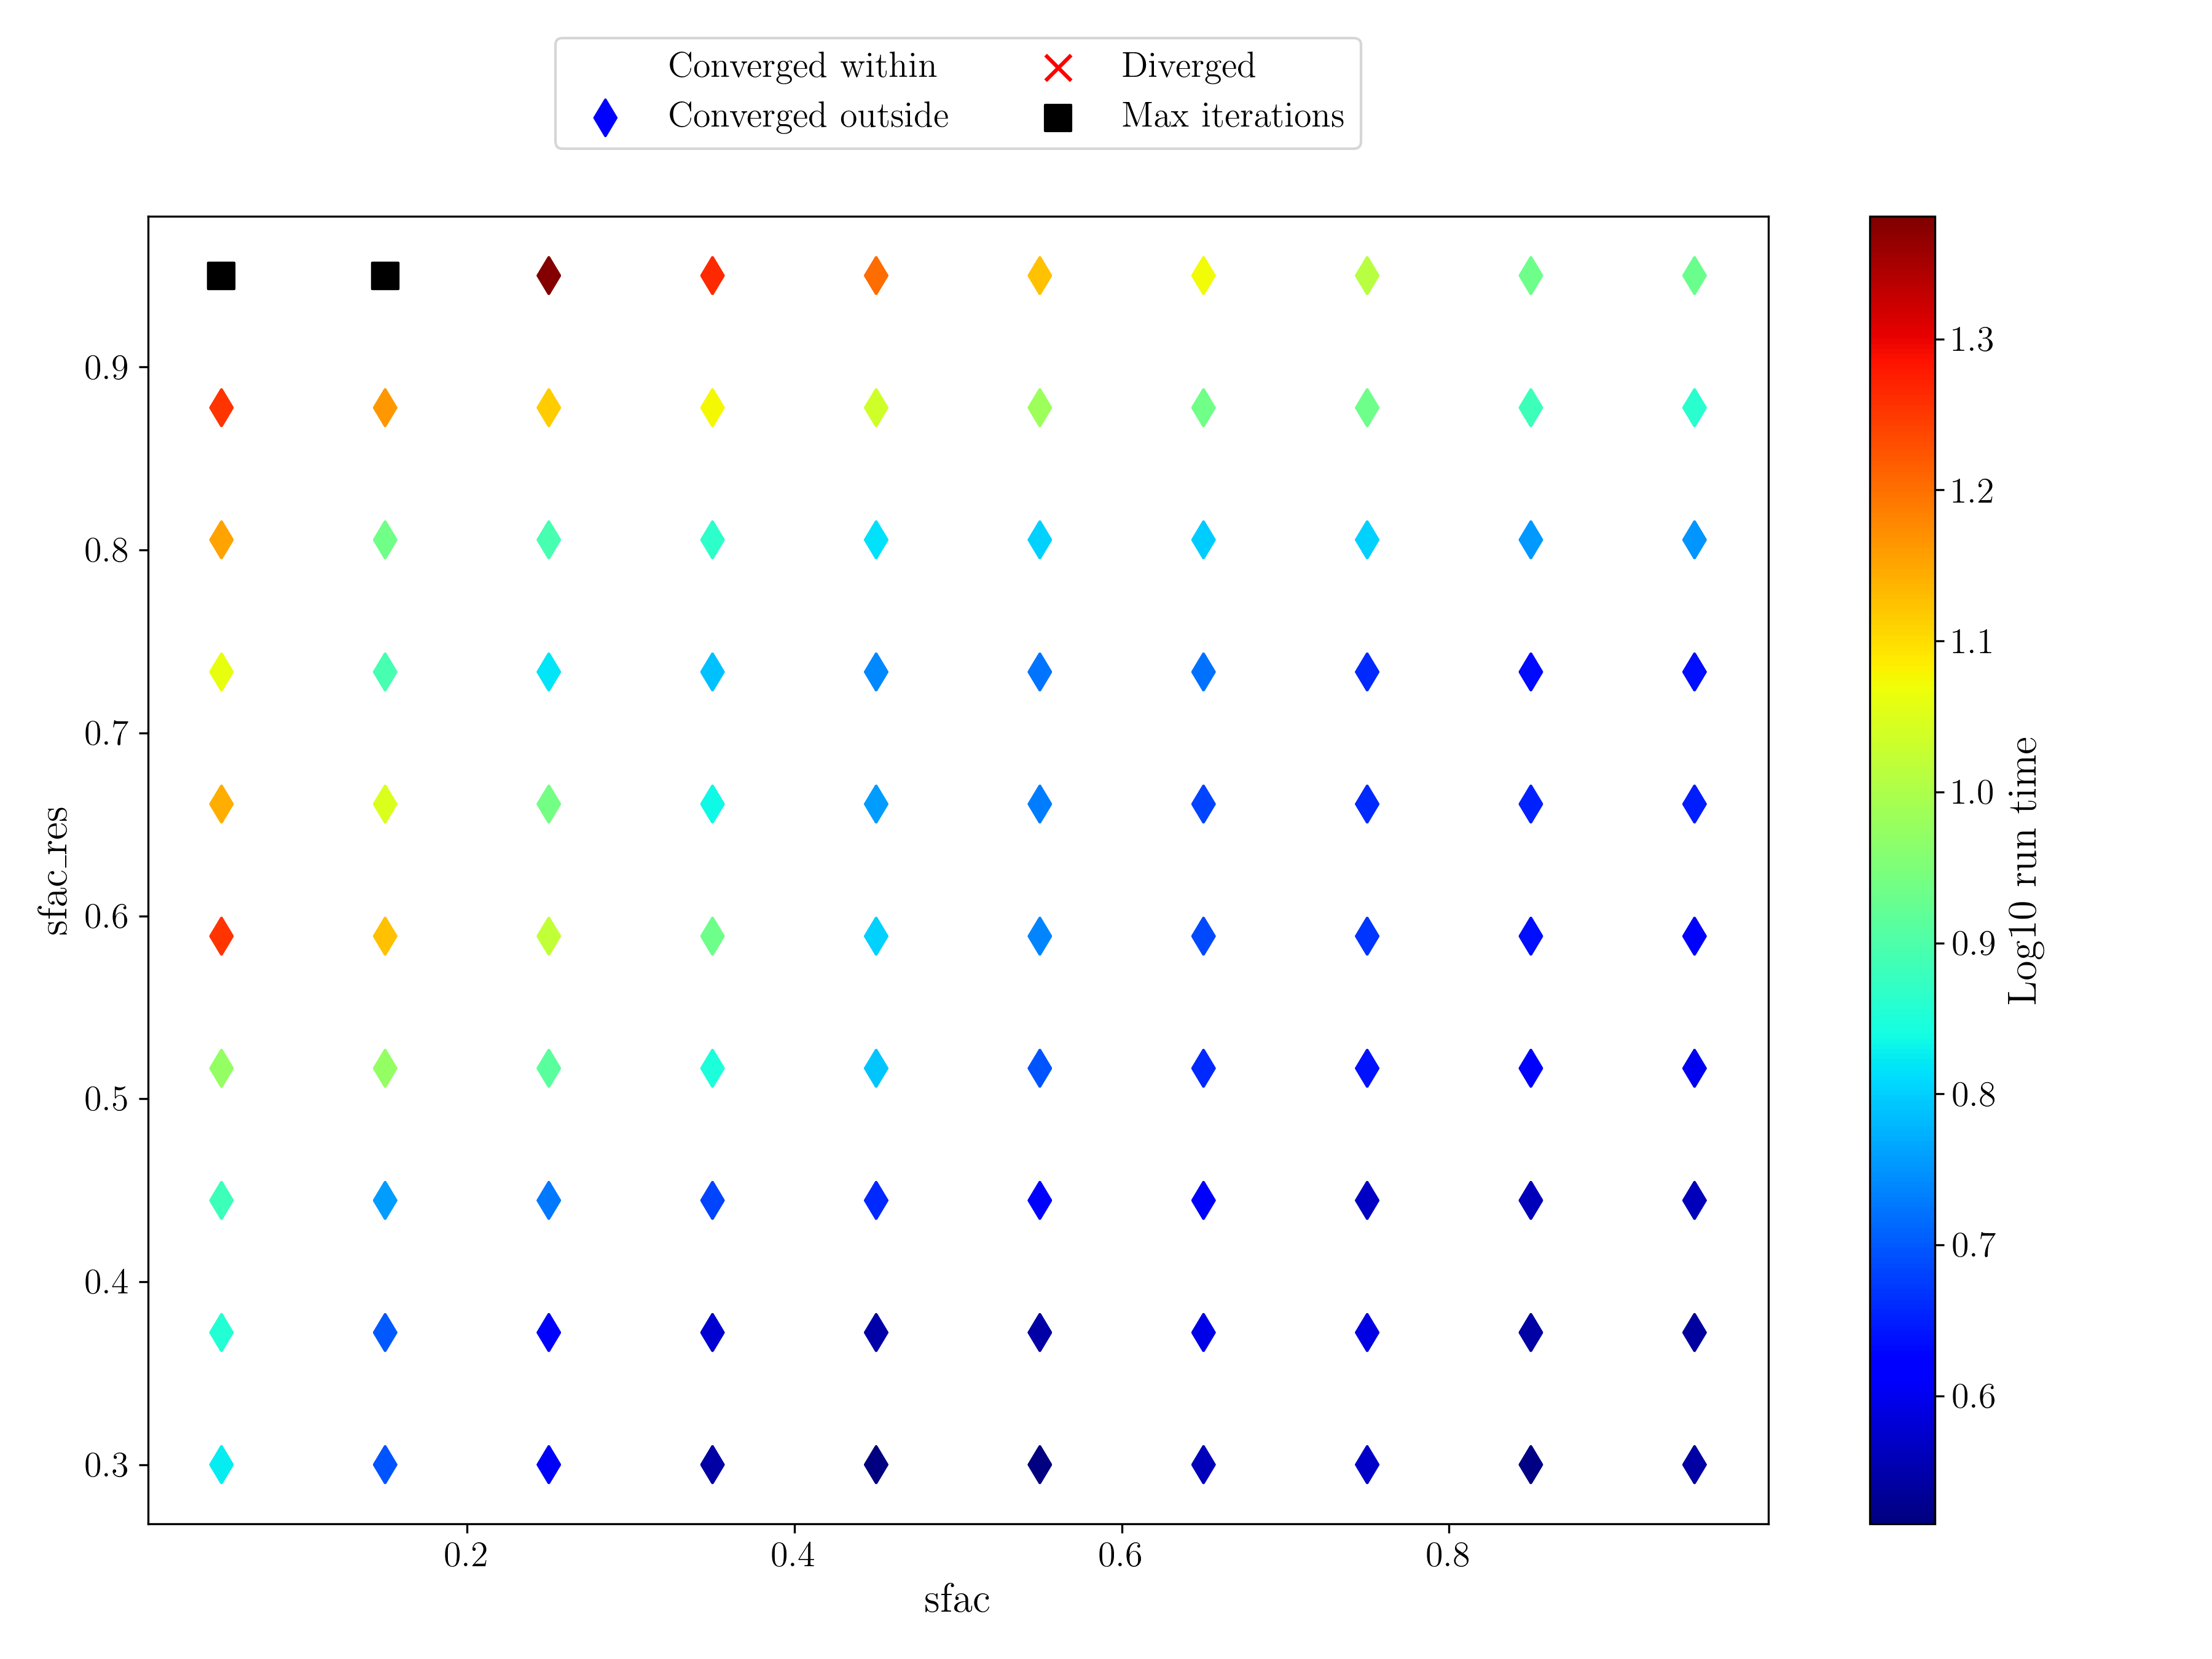 Converged within
Converged outside
Diverged
Max iterations
0.9
0.8
0.7
0.6
0.5
0.4
0.3
sfac_res
0.2
0.4
0.6
0.8
sfac
1.3
1.2
1.1
1.0
0.9
0.8
0.7
0.6
Log10 run time